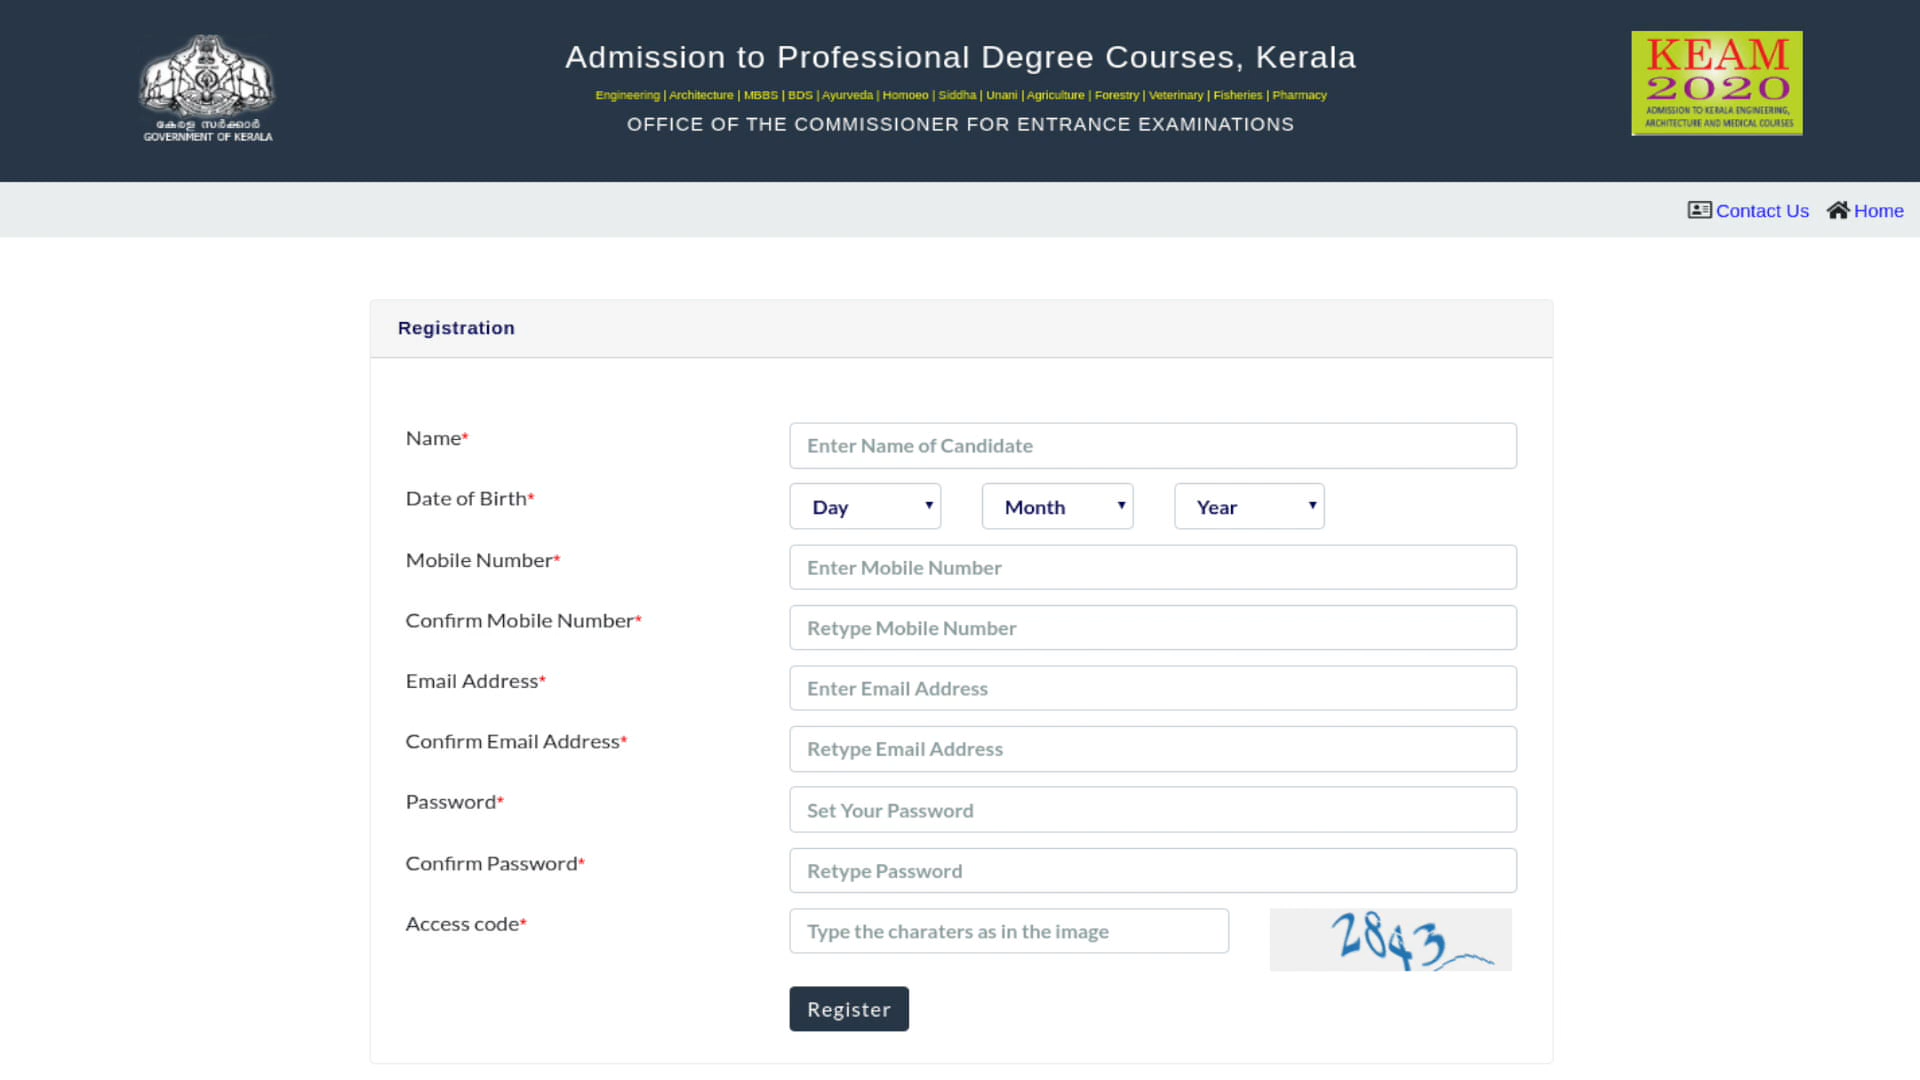 Admission to Professional Degree Courses, Kerala
Engineering | Architecture | MBBS | BDS | Ayurveda | Homoeo | Siddha | Unani | Agriculture | Forestry | Veterinary | Fisheries | Pharmacy
OFFICE OF THE COMMISSIONER FOR ENTRANCE EXAMINATIONS
കേരള സർക്കാർ
GOVERNMENT OF KERALA
KEAM
2020
ADMISSION TO KERALA ENGINEERING,
ARCHITECTURE AND MEDICAL COURSES
Contact Us Home
Registration
Name* Enter Name of Candidate
Date of Birth* Day Month Year
Mobile Number* Enter Mobile Number
Confirm Mobile Number* Retype Mobile Number
Email Address* Enter Email Address
Confirm Email Address* Retype Email Address
Password* Set Your Password
Confirm Password* Retype Password
Access code* Type the charaters as in the image 2843
Register